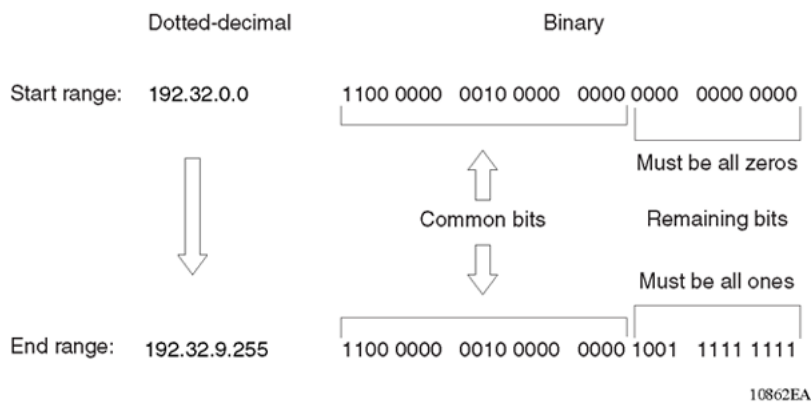 Dotted-decimal Binary
Start range: 192.32.0.0 1100 0000 0010 0000 0000 0000 0000 0000
Must be all zeros
Common bits Remaining bits
Must be all ones
End range: 192.32.9.255 1100 0000 0010 0000 0000 1001 1111 1111
10862EA